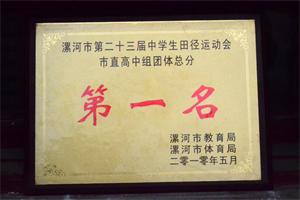 漯河市第二十三届中学生田径运动会
市直高中组团体总分
第一名
漯河市教育局
漯河市体育局
二零一零年五月